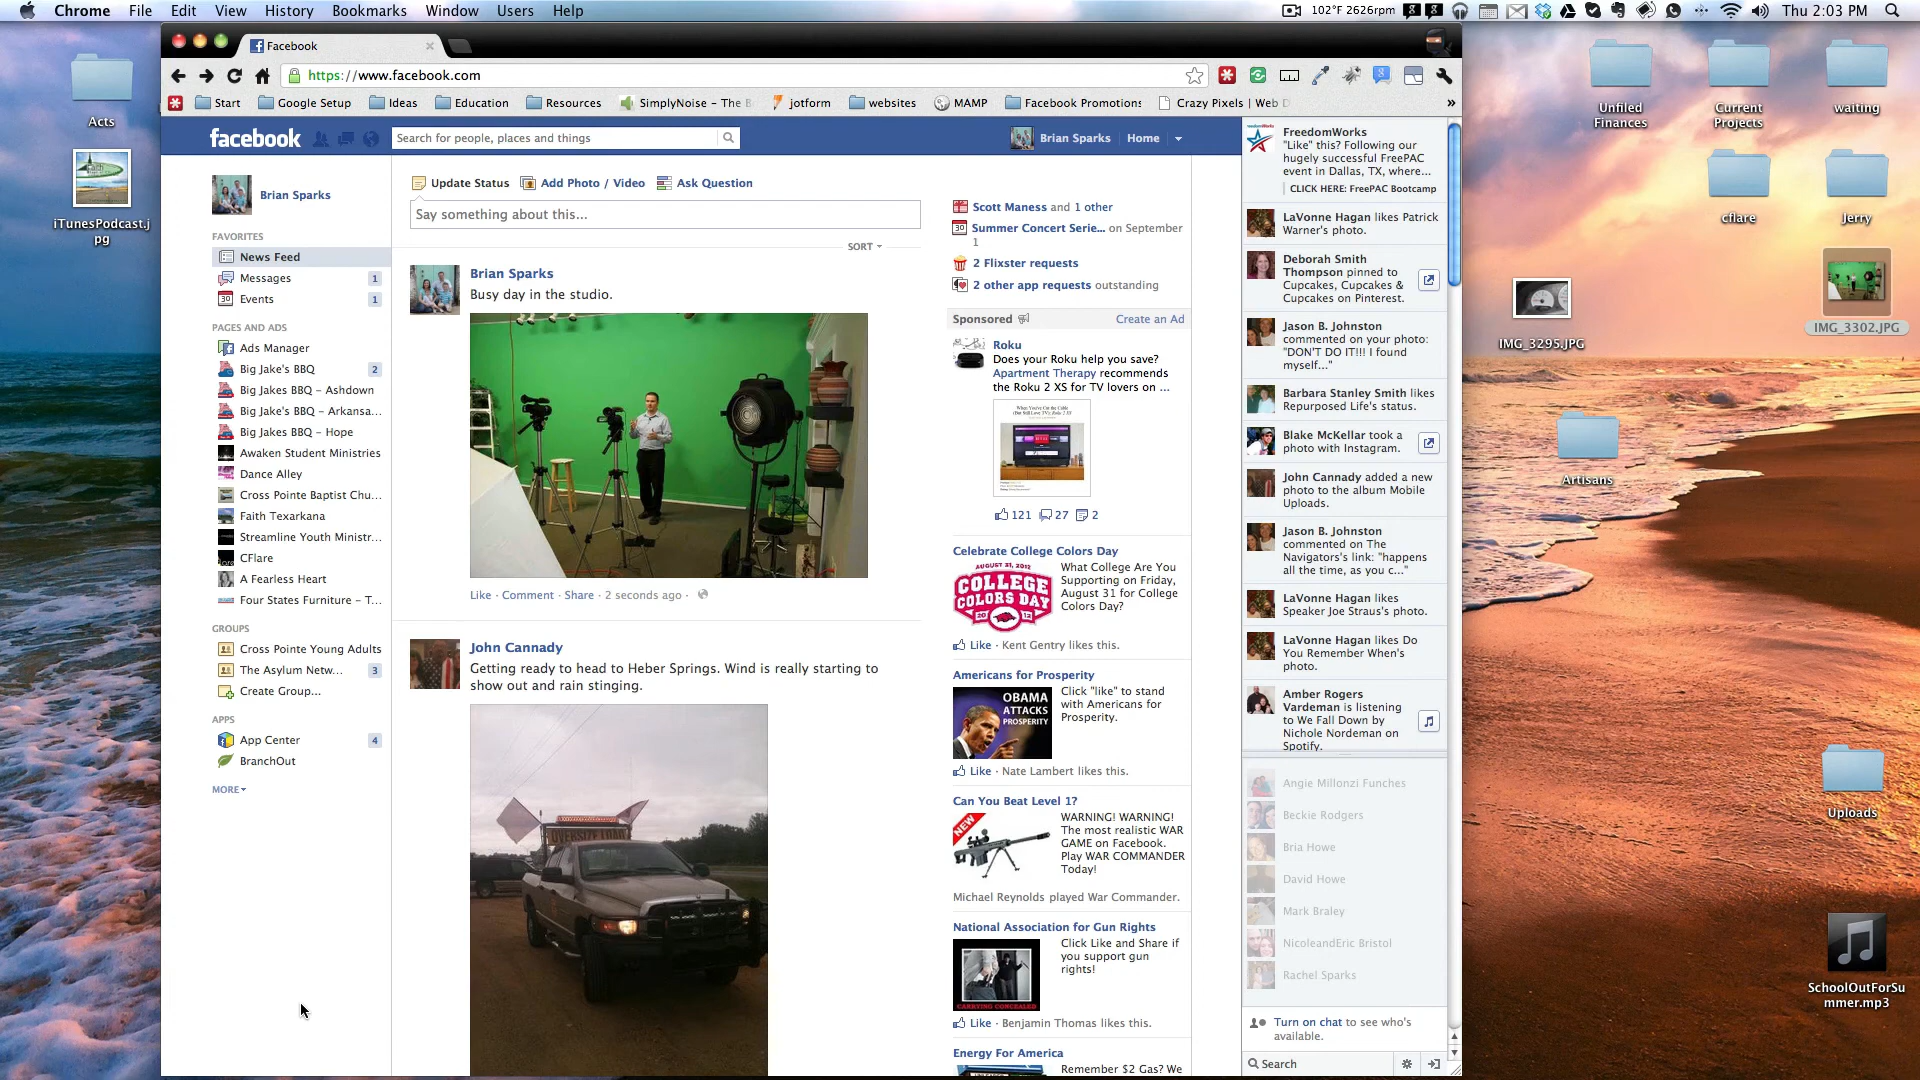 Chrome File Edit View History Bookmarks Window Users Help
102°F 2626rpm
Thu 2:03 PM
Facebook
https://www.facebook.com
Start
Google Setup
Ideas
Education
Resources
SimplyNoise – The B
jotform
websites
MAMP
Facebook Promotions
Crazy Pixels | Web D
»
facebook
Search for people, places and things
Brian Sparks
Home
Brian Sparks
FAVORITES
News Feed
Messages 1
Events 1
PAGES AND ADS
Ads Manager
Big Jake's BBQ 2
Big Jakes BBQ – Ashdown
Big Jake's BBQ – Arkansa...
Big Jakes BBQ – Hope
Awaken Student Ministries
Dance Alley
Cross Pointe Baptist Chu...
Faith Texarkana
Streamline Youth Ministr...
CFlare
A Fearless Heart
Four States Furniture – T...
GROUPS
Cross Pointe Young Adults
The Asylum Netw... 3
Create Group...
APPS
App Center 4
BranchOut
MORE
Update Status
Add Photo / Video
Ask Question
Say something about this...
SORT
Brian Sparks
Busy day in the studio.
Like · Comment · Share · 2 seconds ago ·
John Cannady
Getting ready to head to Heber Springs. Wind is really starting to
show out and rain stinging.
OVERSIZE LOAD
Scott Maness and 1 other
30
Summer Concert Serie... on September
1
2 Flixster requests
2 other app requests outstanding
Sponsored
Create an Ad
Roku
Does your Roku help you save?
Apartment Therapy recommends
the Roku 2 XS for TV lovers on ...
121 27 2
Celebrate College Colors Day
AUGUST 31, 2012
COLLEGE
COLORS DAY
20 12
What College Are You
Supporting on Friday,
August 31 for College
Colors Day?
Like · Kent Gentry likes this.
Americans for Prosperity
OBAMA
ATTACKS
PROSPERITY
Click "like" to stand
with Americans for
Prosperity.
Like · Nate Lambert likes this.
Can You Beat Level 1?
NEW
WARNING! WARNING!
The most realistic WAR
GAME on Facebook.
Play WAR COMMANDER
Today!
Michael Reynolds played War Commander.
National Association for Gun Rights
CARRYING CONCEALED
Click Like and Share if
you support gun
rights!
Like · Benjamin Thomas likes this.
Energy For America
Remember $2 Gas? We
FreedomWorks
"Like" this? Following our
hugely successful FreePAC
event in Dallas, TX, where...
CLICK HERE: FreePAC Bootcamp
LaVonne Hagan likes Patrick
Warner's photo.
Deborah Smith
Thompson pinned to
Cupcakes, Cupcakes &
Cupcakes on Pinterest.
Jason B. Johnston
commented on your photo:
"DON'T DO IT!!! I found
myself..."
Barbara Stanley Smith likes
Repurposed Life's status.
Blake McKellar took a
photo with Instagram.
John Cannady added a new
photo to the album Mobile
Uploads.
Jason B. Johnston
commented on The
Navigators's link: "happens
all the time, as you c..."
LaVonne Hagan likes
Speaker Joe Straus's photo.
LaVonne Hagan likes Do
You Remember When's
photo.
Amber Rogers
Vardeman is listening
to We Fall Down by
Nichole Nordeman on
Spotify.
Angie Millonzi Funches
Beckie Rodgers
Bria Howe
David Howe
Mark Braley
NicoleandEric Bristol
Rachel Sparks
Turn on chat to see who's
available.
Search
Acts
iTunesPodcast.j
pg
Unfiled
Finances
Current
Projects
waiting
cflare
Jerry
IMG_3295.JPG
IMG_3302.JPG
Artisans
Uploads
SchoolOutForSu
mmer.mp3